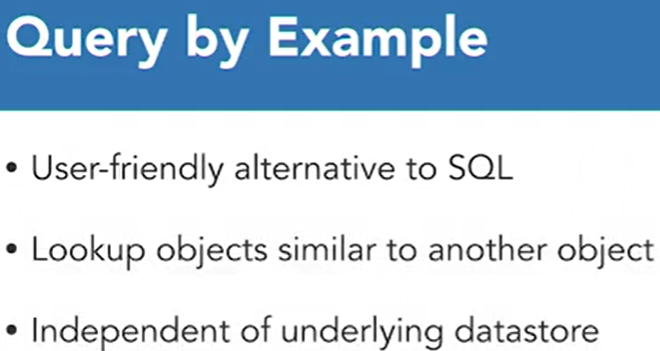 Query by Example
• User-friendly alternative to SQL
• Lookup objects similar to another object
• Independent of underlying datastore